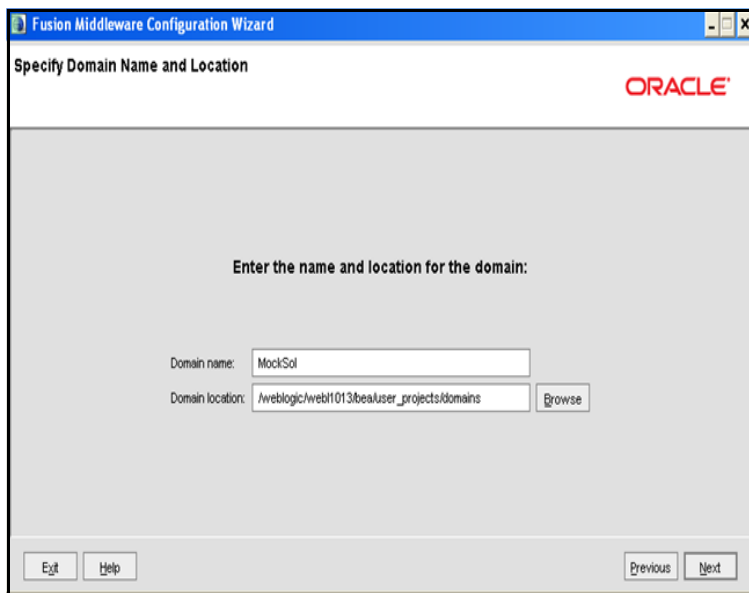 Fusion Middleware Configuration Wizard
Specify Domain Name and Location
ORACLE
Enter the name and location for the domain:
Domain name: MockSol
Domain location: /weblogic/webl1013/bea/user_projects/domains Browse
Exit Help Previous Next